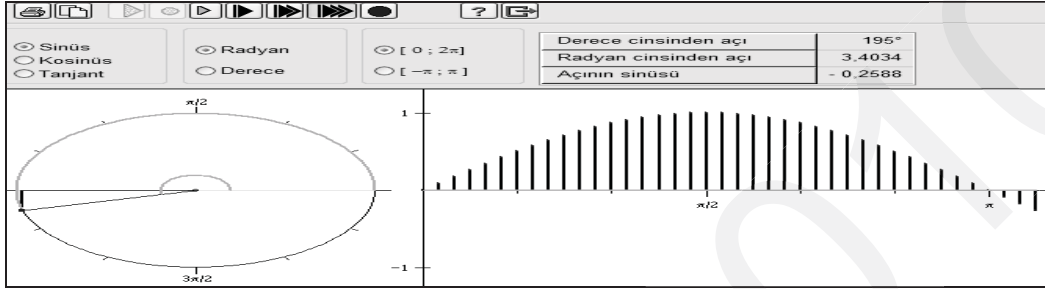 ?
Sinüs
Kosinüs
Tanjant
Radyan
Derece
[ 0 ; 2π]
[ −π ; π ]
Derece cinsinden açı 195°
Radyan cinsinden açı 3,4034
Açının sinüsü - 0,2588
π/2
3π/2
1
−1
π/2
π